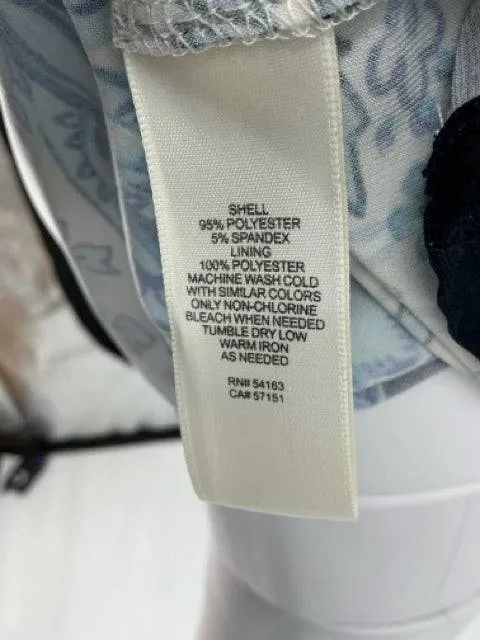 SHELL
95% POLYESTER
5% SPANDEX
LINING
100% POLYESTER
MACHINE WASH COLD
WITH SIMILAR COLORS
ONLY NON-CHLORINE
BLEACH WHEN NEEDED
TUMBLE DRY LOW
WARM IRON
AS NEEDED
RN# 54163
CA# 57151